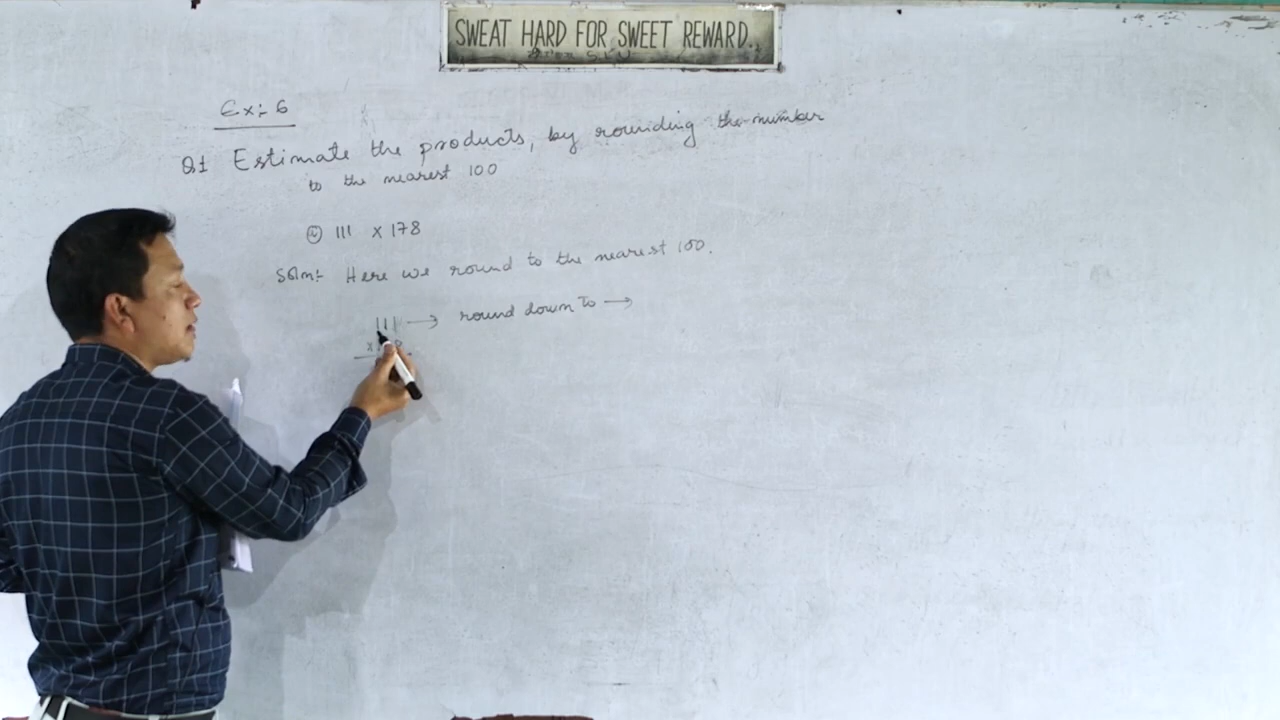 SWEAT HARD FOR SWEET REWARD.
Ex:- 6
Q1 Estimate the products, by rounding the number
to the nearest 100
111 x 178
Soln:- Here we round to the nearest 100.
111 → round down to →
x